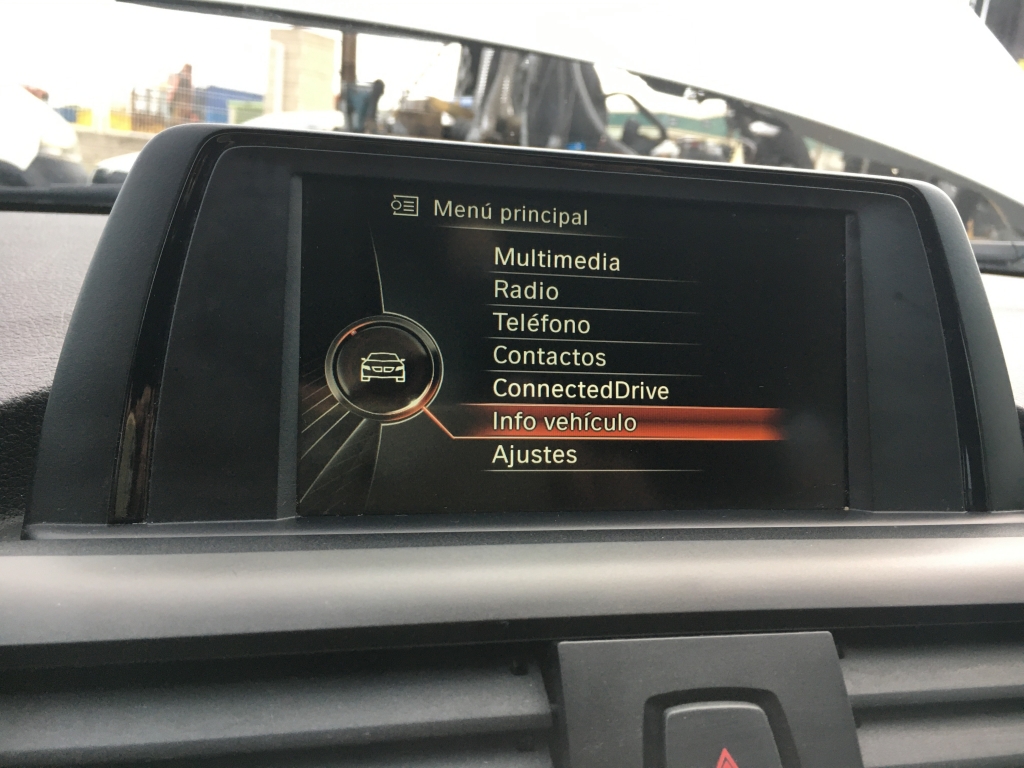 Menú principal
Multimedia
Radio
Teléfono
Contactos
ConnectedDrive
Info vehículo
Ajustes